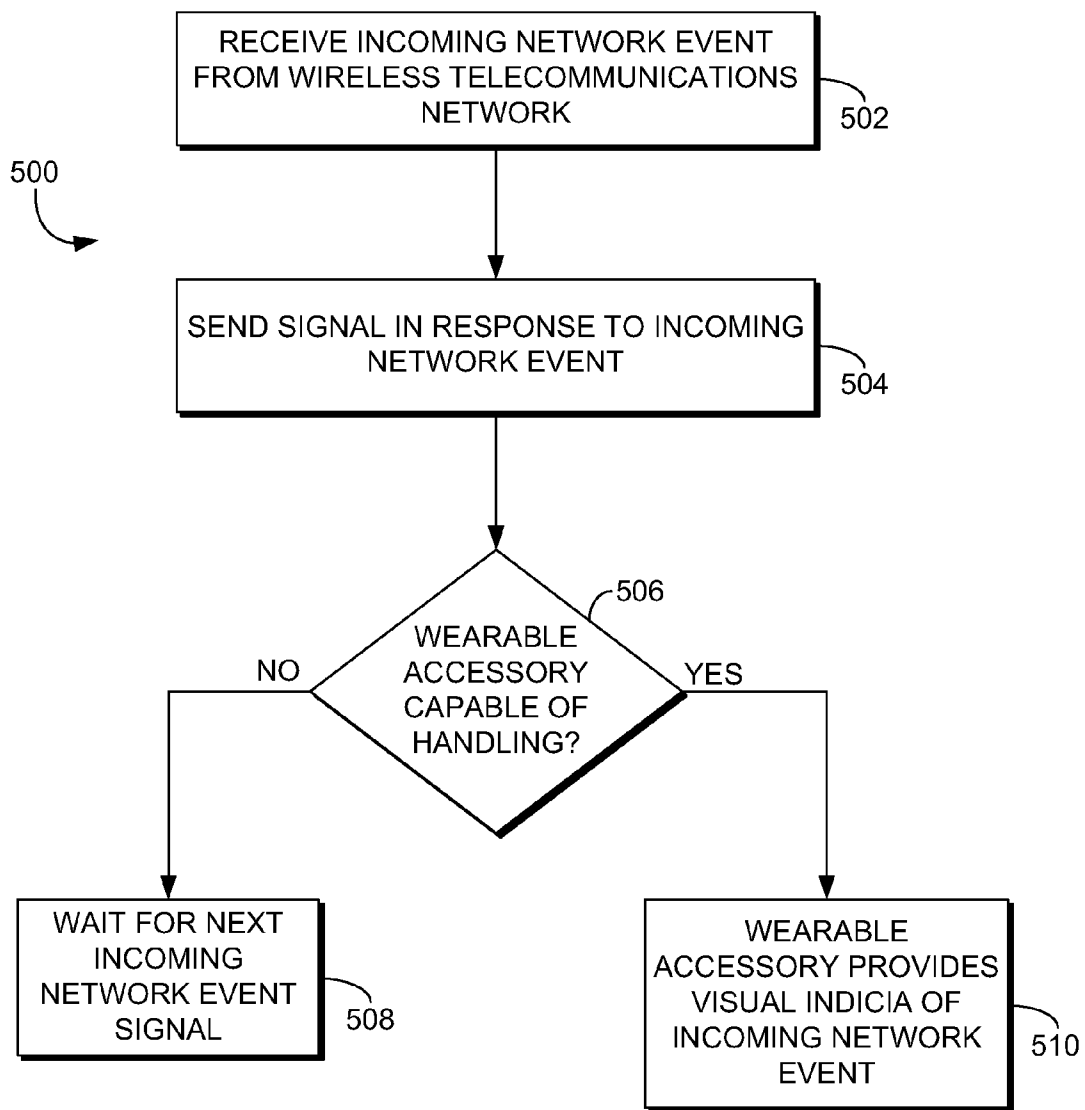 RECEIVE INCOMING NETWORK EVENT
FROM WIRELESS TELECOMMUNICATIONS
NETWORK
502
500
SEND SIGNAL IN RESPONSE TO INCOMING
NETWORK EVENT
504
506
WEARABLE
ACCESSORY
CAPABLE OF
HANDLING?
NO
YES
WAIT FOR NEXT
INCOMING
NETWORK EVENT
SIGNAL
508
WEARABLE
ACCESSORY PROVIDES
VISUAL INDICIA OF
INCOMING NETWORK
EVENT
510